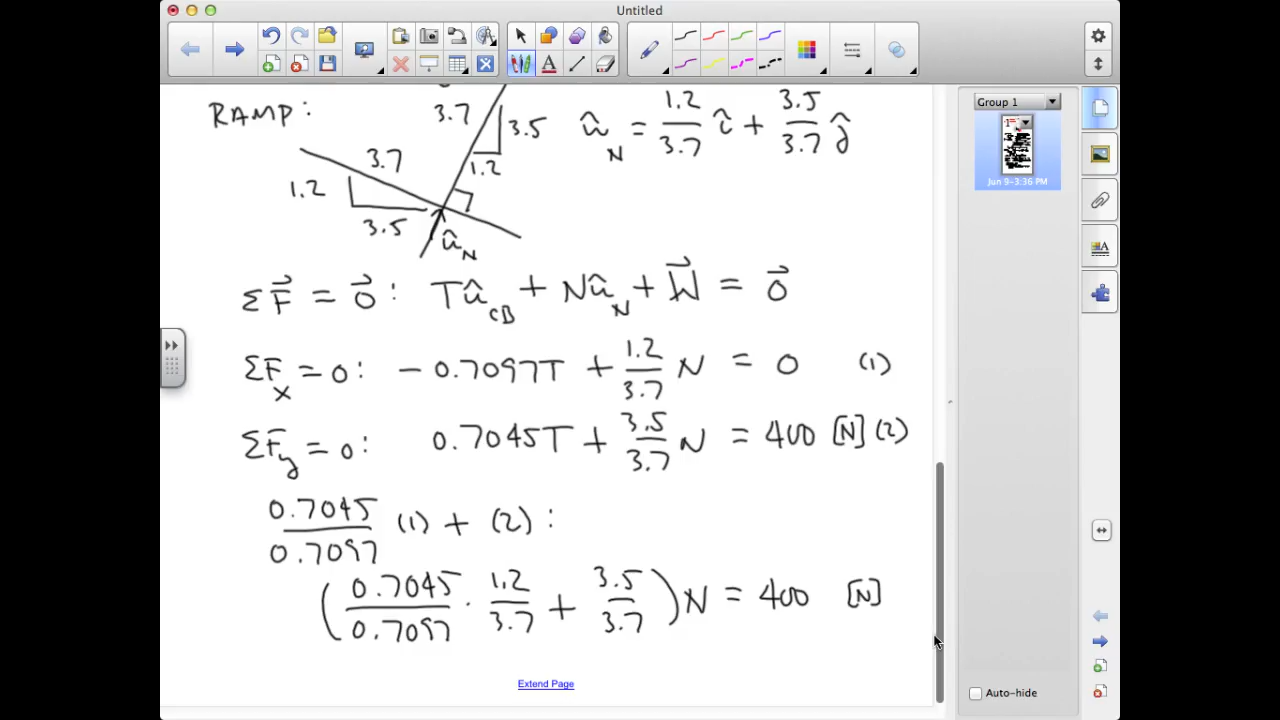 Untitled
Group 1
Jun 9-3:36 PM
RAMP:
3.7
3.5
1.2
û_N = 1.2/3.7 î + 3.5/3.7 ĵ
3.7
1.2
3.5
û_N
ΣF⃗ = 0⃗ : Tû_CB + Nû_N + W⃗ = 0⃗
ΣF_x = 0: - 0.7097T + 1.2/3.7 N = 0 (1)
ΣF_y = 0: 0.7045T + 3.5/3.7 N = 400 [N] (2)
0.7045/0.7097 (1) + (2) :
(0.7045/0.7097 · 1.2/3.7 + 3.5/3.7) N = 400 [N]
Extend Page
Auto-hide